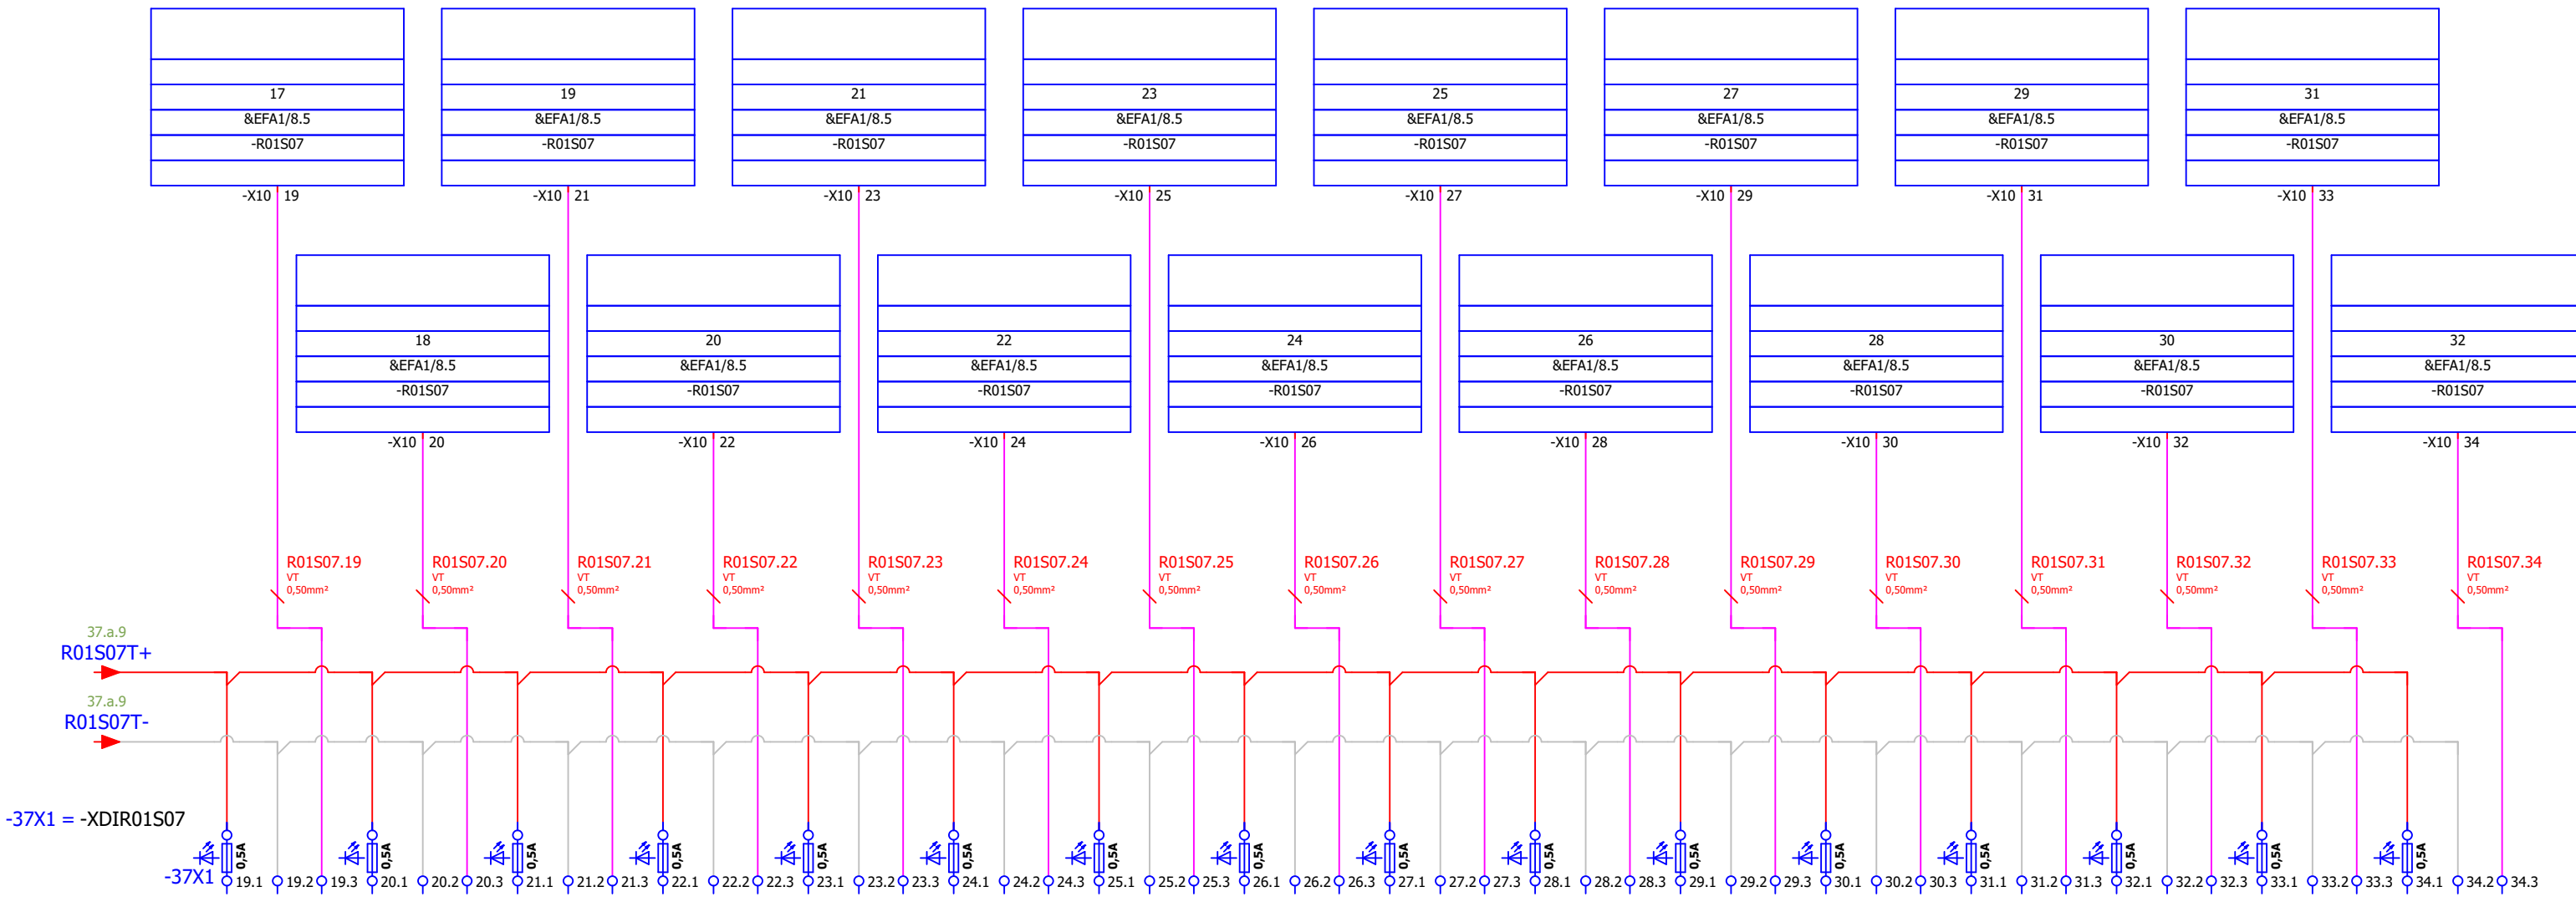 17 19 21 23 25 27 29 31
&EFA1/8.5 &EFA1/8.5 &EFA1/8.5 &EFA1/8.5 &EFA1/8.5 &EFA1/8.5 &EFA1/8.5 &EFA1/8.5
-R01S07 -R01S07 -R01S07 -R01S07 -R01S07 -R01S07 -R01S07 -R01S07
-X10 19 -X10 21 -X10 23 -X10 25 -X10 27 -X10 29 -X10 31 -X10 33
18 20 22 24 26 28 30 32
&EFA1/8.5 &EFA1/8.5 &EFA1/8.5 &EFA1/8.5 &EFA1/8.5 &EFA1/8.5 &EFA1/8.5 &EFA1/8.5
-R01S07 -R01S07 -R01S07 -R01S07 -R01S07 -R01S07 -R01S07 -R01S07
-X10 20 -X10 22 -X10 24 -X10 26 -X10 28 -X10 30 -X10 32 -X10 34
R01S07.19 R01S07.20 R01S07.21 R01S07.22 R01S07.23 R01S07.24 R01S07.25 R01S07.26 R01S07.27 R01S07.28 R01S07.29 R01S07.30 R01S07.31 R01S07.32 R01S07.33 R01S07.34
VT VT VT VT VT VT VT VT VT VT VT VT VT VT VT VT
0,50mm² 0,50mm² 0,50mm² 0,50mm² 0,50mm² 0,50mm² 0,50mm² 0,50mm² 0,50mm² 0,50mm² 0,50mm² 0,50mm² 0,50mm² 0,50mm² 0,50mm² 0,50mm²
37.a.9
R01S07T+
37.a.9
R01S07T-
-37X1 = -XDIR01S07
0,5A 0,5A 0,5A 0,5A 0,5A 0,5A 0,5A 0,5A 0,5A 0,5A 0,5A 0,5A 0,5A 0,5A 0,5A 0,5A
-37X1 19.1 19.2 19.3 20.1 20.2 20.3 21.1 21.2 21.3 22.1 22.2 22.3 23.1 23.2 23.3 24.1 24.2 24.3 25.1 25.2 25.3 26.1 26.2 26.3 27.1 27.2 27.3 28.1 28.2 28.3 29.1 29.2 29.3 30.1 30.2 30.3 31.1 31.2 31.3 32.1 32.2 32.3 33.1 33.2 33.3 34.1 34.2 34.3